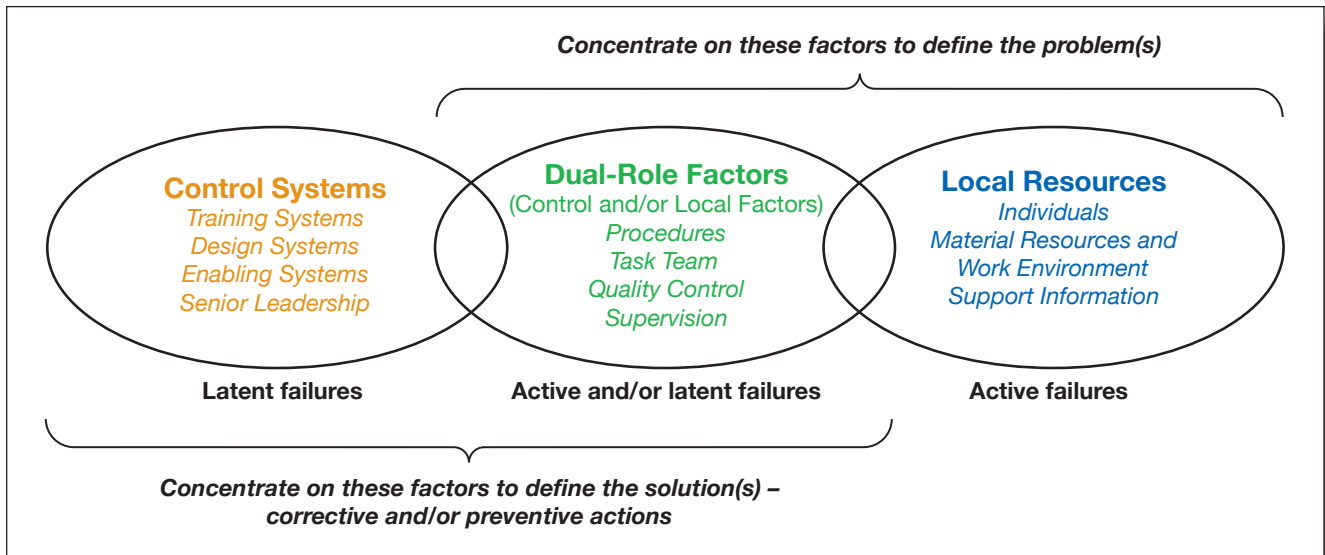 Concentrate on these factors to define the problem(s)
Control Systems
Training Systems
Design Systems
Enabling Systems
Senior Leadership
Dual-Role Factors
(Control and/or Local Factors)
Procedures
Task Team
Quality Control
Supervision
Local Resources
Individuals
Material Resources and
Work Environment
Support Information
Latent failures
Active and/or latent failures
Active failures
Concentrate on these factors to define the solution(s) –
corrective and/or preventive actions